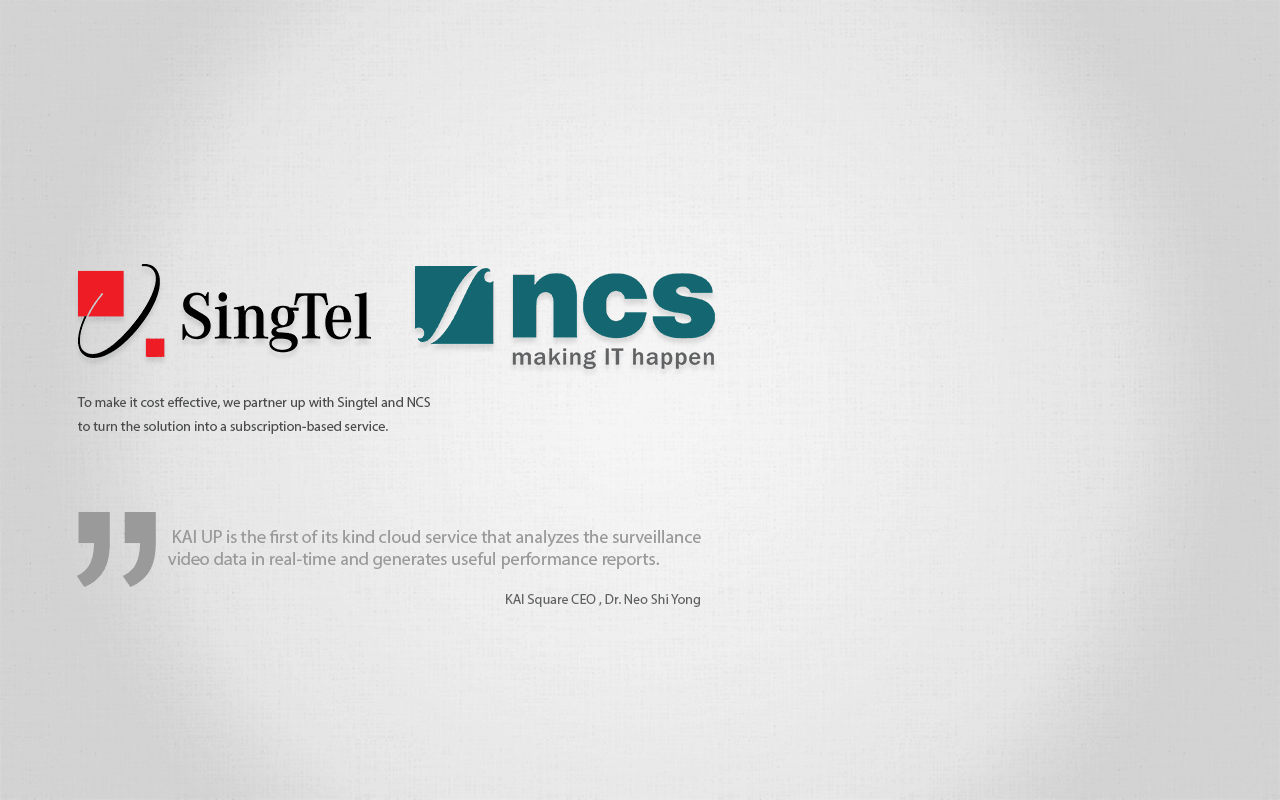 SingTel
ncs
making IT happen
To make it cost effective, we partner up with Singtel and NCS
to turn the solution into a subscription-based service.
” KAI UP is the first of its kind cloud service that analyzes the surveillance
video data in real-time and generates useful performance reports.
KAI Square CEO , Dr. Neo Shi Yong